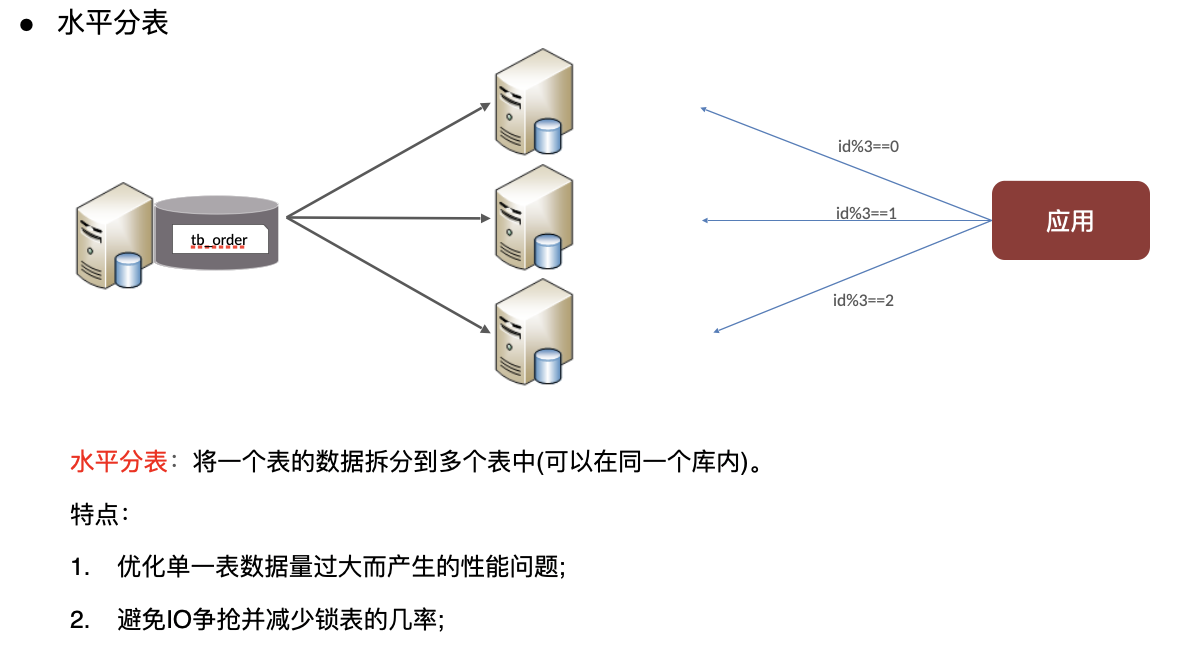 ● 水平分表
id%3==0
tb_order
id%3==1
应用
id%3==2
水平分表：将一个表的数据拆分到多个表中(可以在同一个库内)。
特点：
1. 优化单一表数据量过大而产生的性能问题;
2. 避免IO争抢并减少锁表的几率;